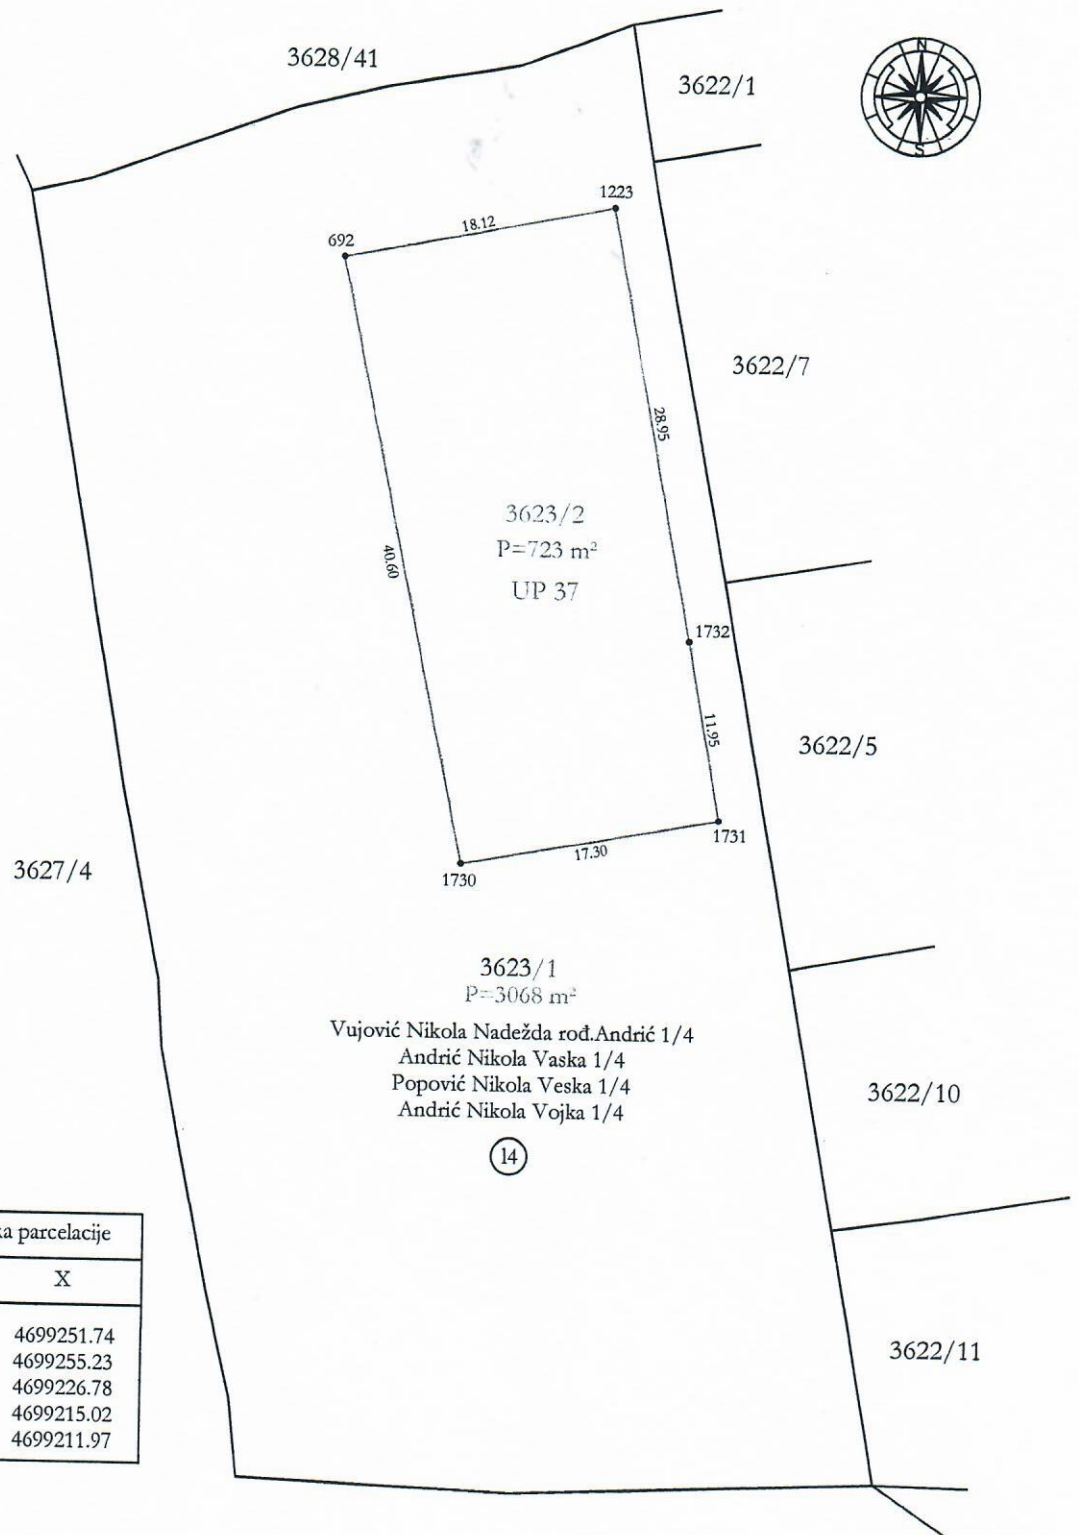 3628/41
3622/1
N
S
1223
18.12
692
3622/7
28.95
3623/2
P=723 m²
UP 37
40.60
1732
11.95
3622/5
1731
17.30
1730
3627/4
3623/1
P=3068 m²
Vujović Nikola Nadežda rođ.Andrić 1/4
Andrić Nikola Vaska 1/4
Popović Nikola Veska 1/4
Andrić Nikola Vojka 1/4
14
3622/10
parcelacije
X
4699251.74
4699255.23
4699226.78
4699215.02
4699211.97
3622/11